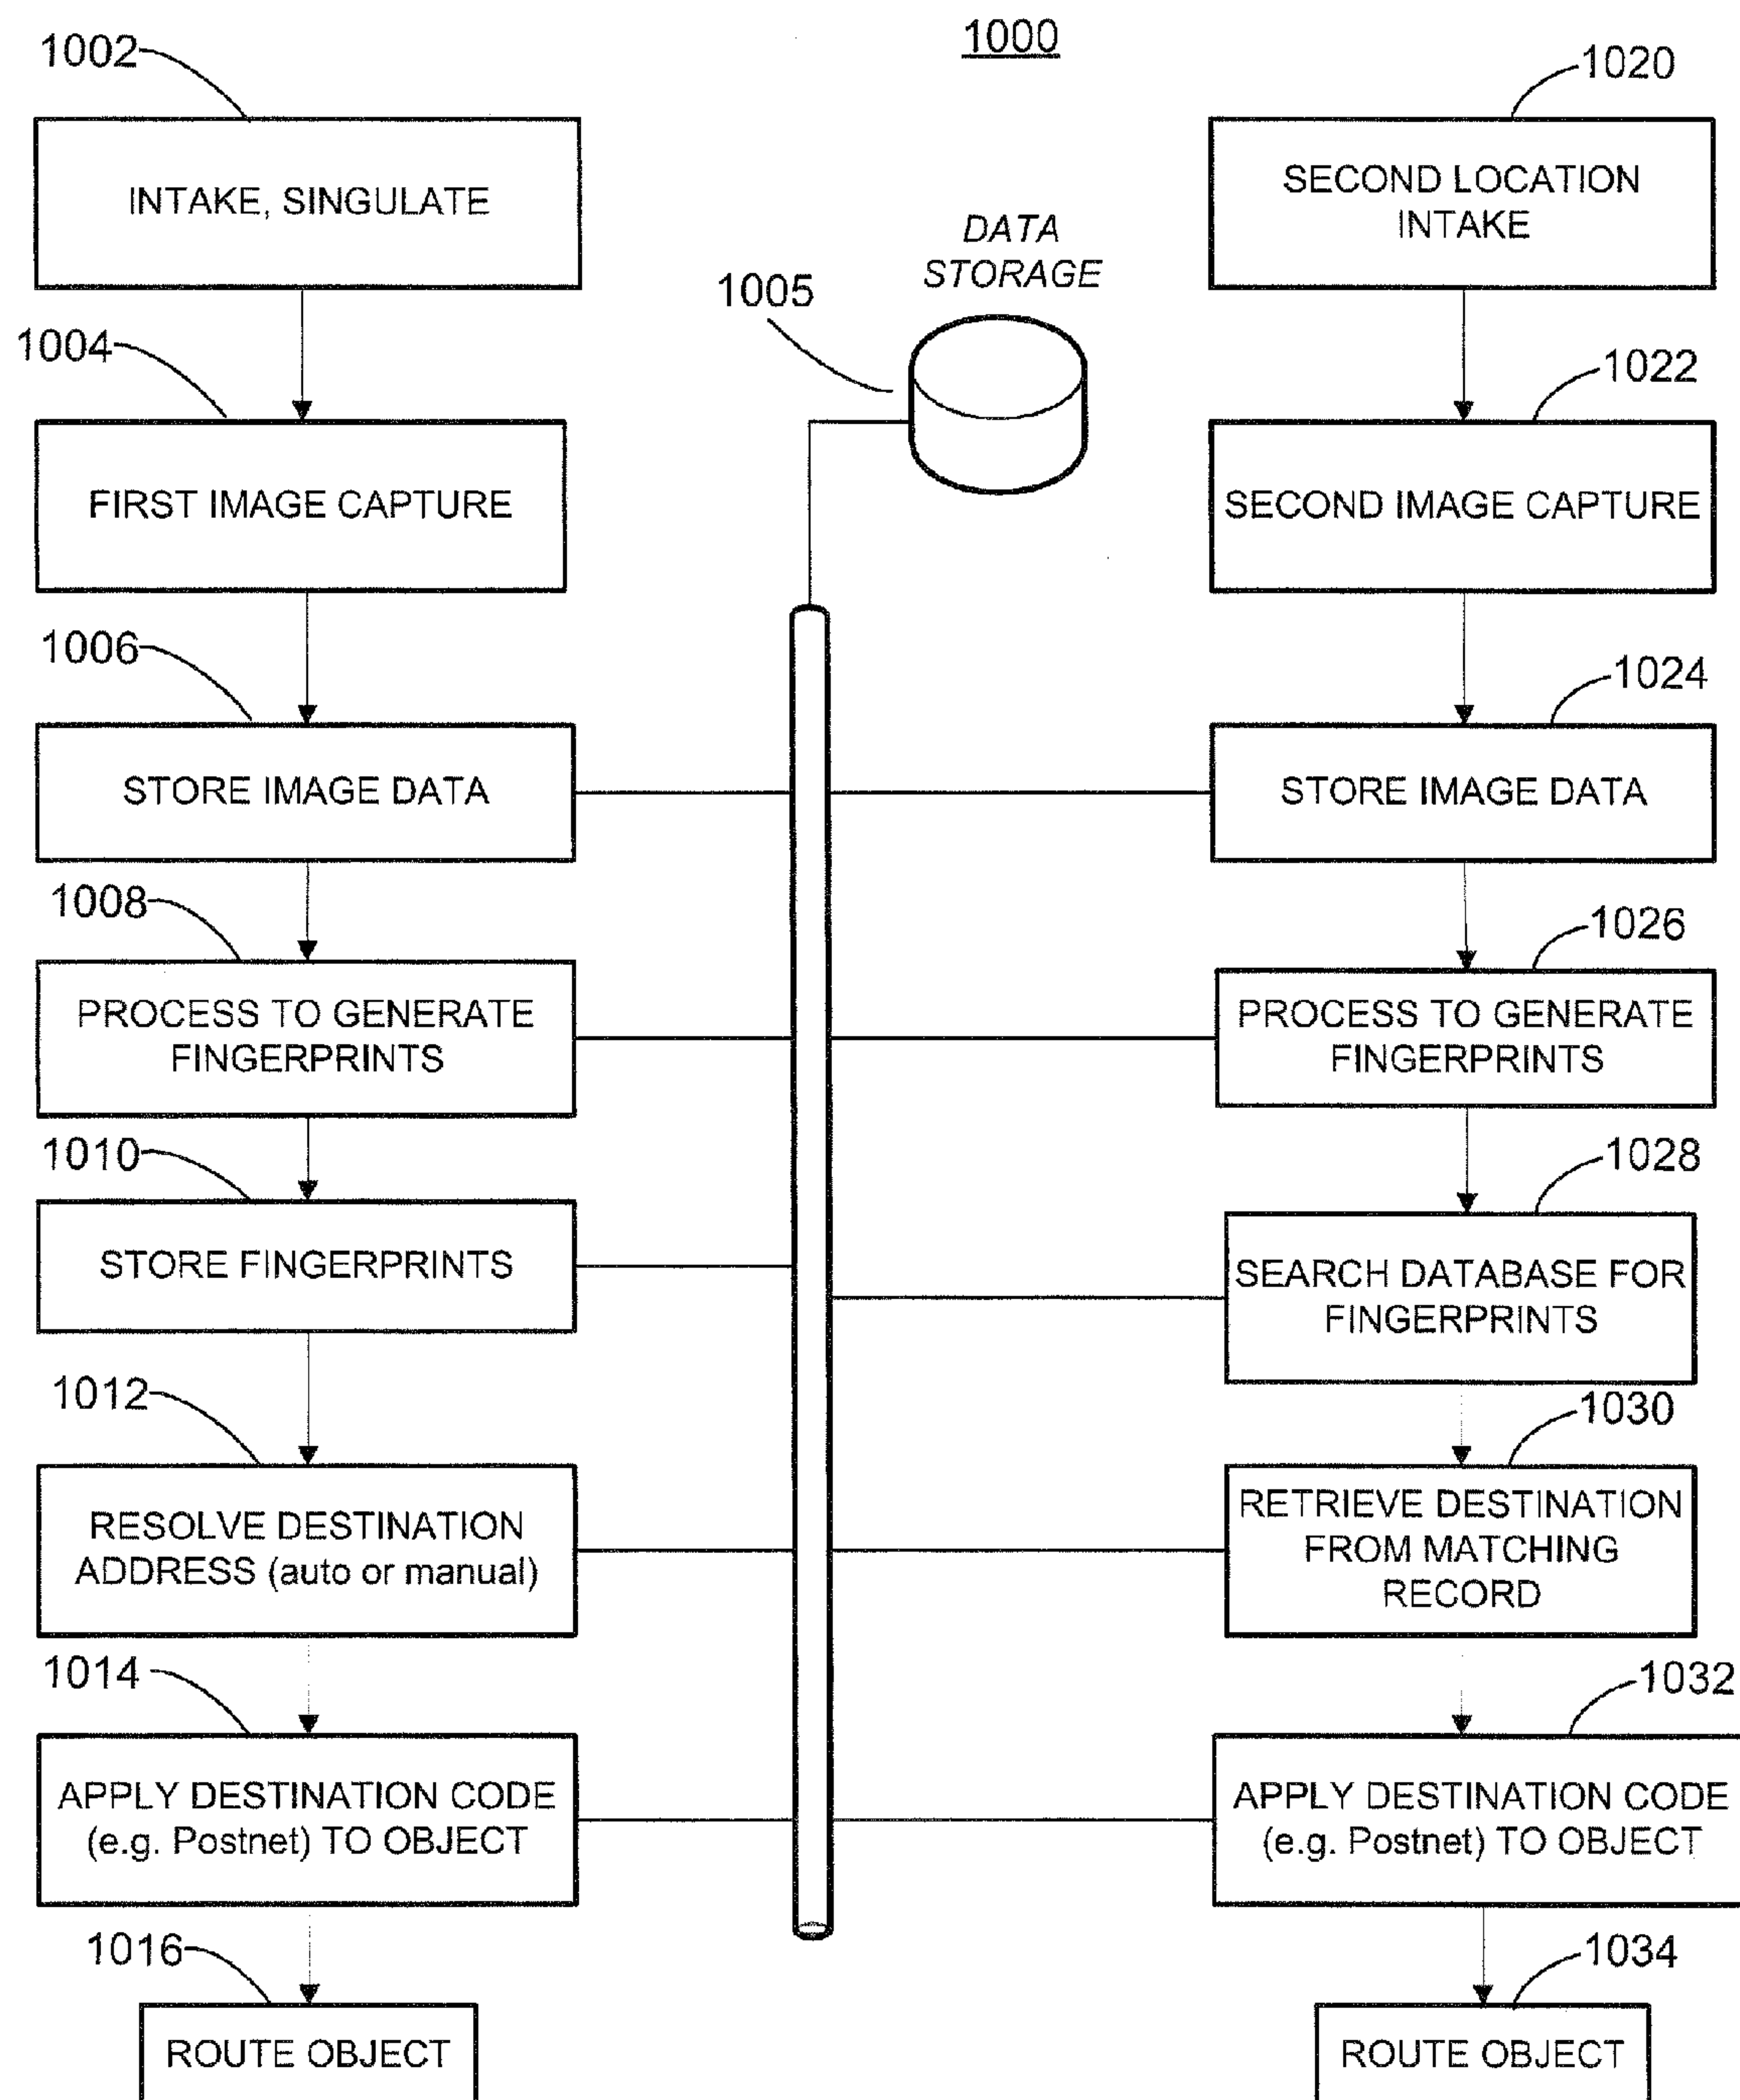 1000
1002
INTAKE, SINGULATE
1004
FIRST IMAGE CAPTURE
1006
STORE IMAGE DATA
1008
PROCESS TO GENERATE
FINGERPRINTS
1010
STORE FINGERPRINTS
1012
RESOLVE DESTINATION
ADDRESS (auto or manual)
1014
APPLY DESTINATION CODE
(e.g. Postnet) TO OBJECT
1016
ROUTE OBJECT
DATA
STORAGE
1005
1020
SECOND LOCATION
INTAKE
1022
SECOND IMAGE CAPTURE
1024
STORE IMAGE DATA
1026
PROCESS TO GENERATE
FINGERPRINTS
1028
SEARCH DATABASE FOR
FINGERPRINTS
1030
RETRIEVE DESTINATION
FROM MATCHING
RECORD
1032
APPLY DESTINATION CODE
(e.g. Postnet) TO OBJECT
1034
ROUTE OBJECT